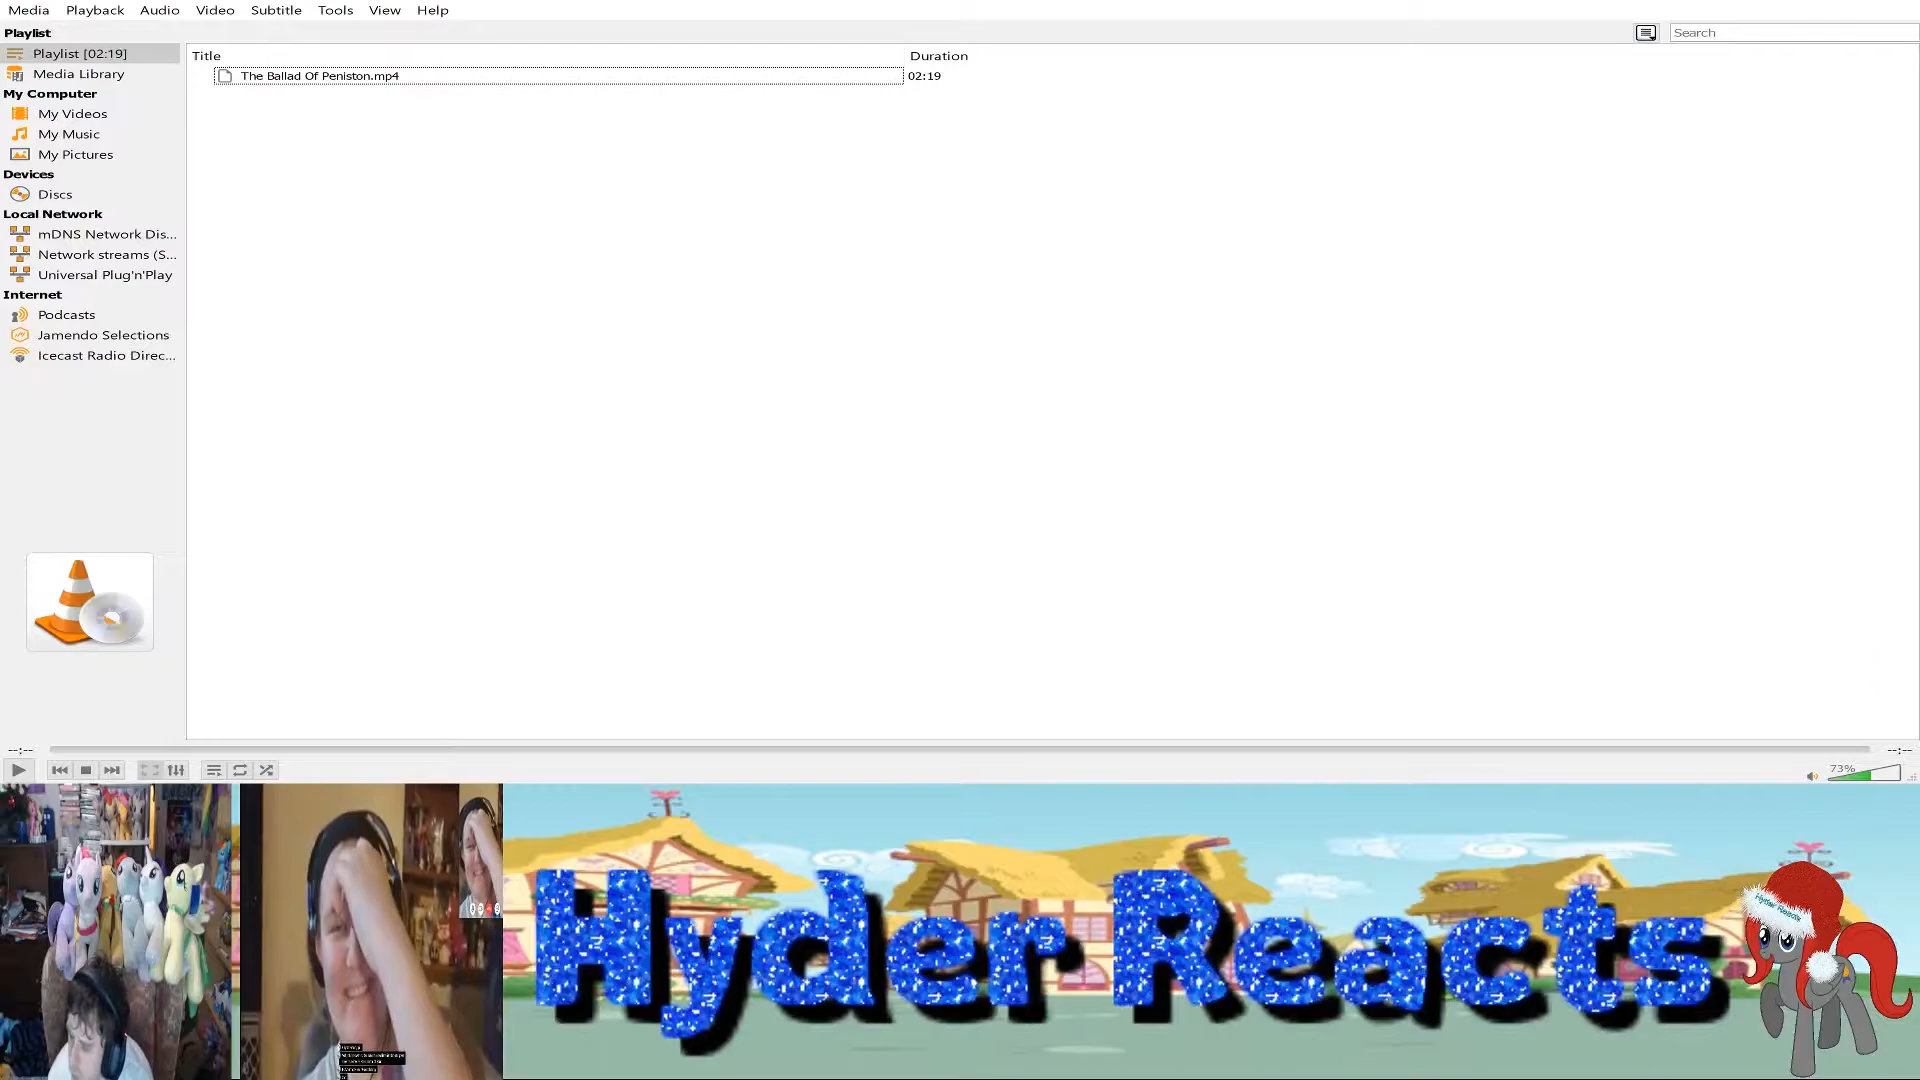 Media Playback Audio Video Subtitle Tools View Help
Playlist
Search
Playlist [02:19]
Title Duration
Media Library
The Ballad Of Peniston.mp4 02:19
My Computer
My Videos
My Music
My Pictures
Devices
Discs
Local Network
mDNS Network Dis...
Network streams (S...
Universal Plug'n'Play
Internet
Podcasts
Jamendo Selections
Icecast Radio Direc...
--:-- --:--
73%
Hyder Reacts
Hyder Reacts